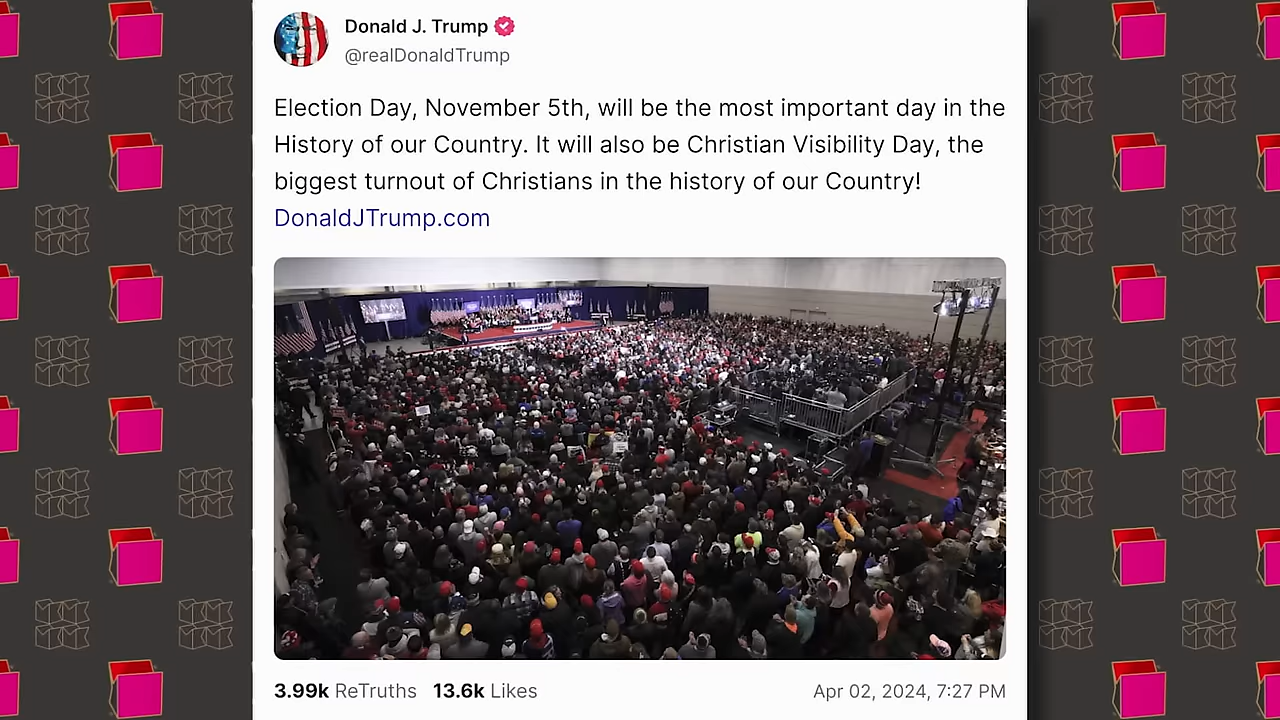 Donald J. Trump
@realDonaldTrump
Election Day, November 5th, will be the most important day in the
History of our Country. It will also be Christian Visibility Day, the
biggest turnout of Christians in the history of our Country!
DonaldJTrump.com
3.99k ReTruths 13.6k Likes
Apr 02, 2024, 7:27 PM